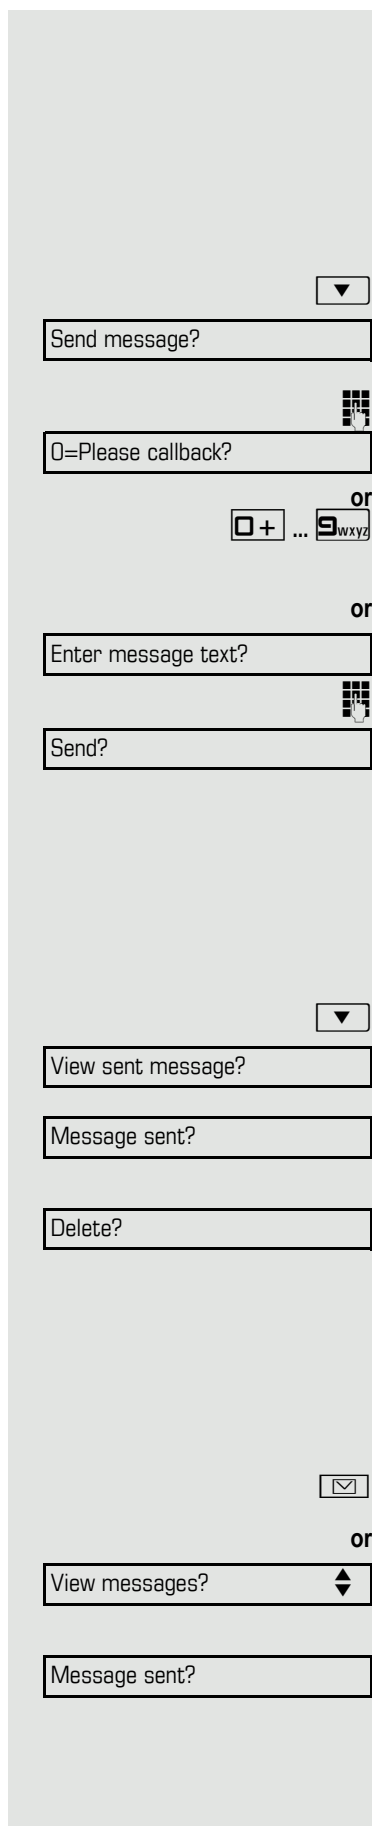 Send message?
0=Please callback?
or
0+ ... 9wxyz
or
Enter message text?
Send?
View sent message?
Message sent?
Delete?
or
View messages?
Message sent?